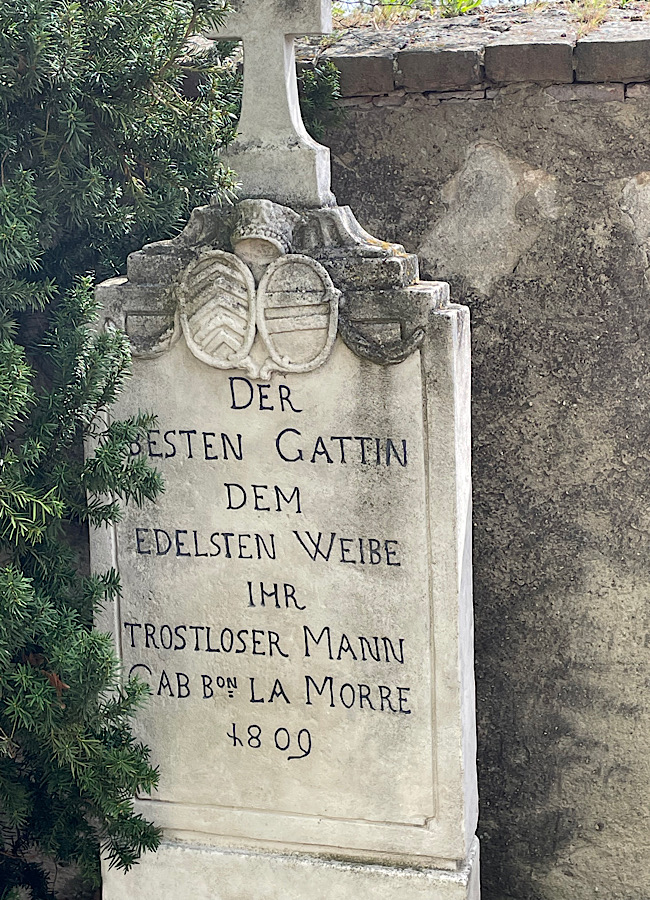 DER
BESTEN GATTIN
DEM
EDELSTEN WEIBE
IHR
TROSTLOSER MANN
GAB BON LA MORRE
1809